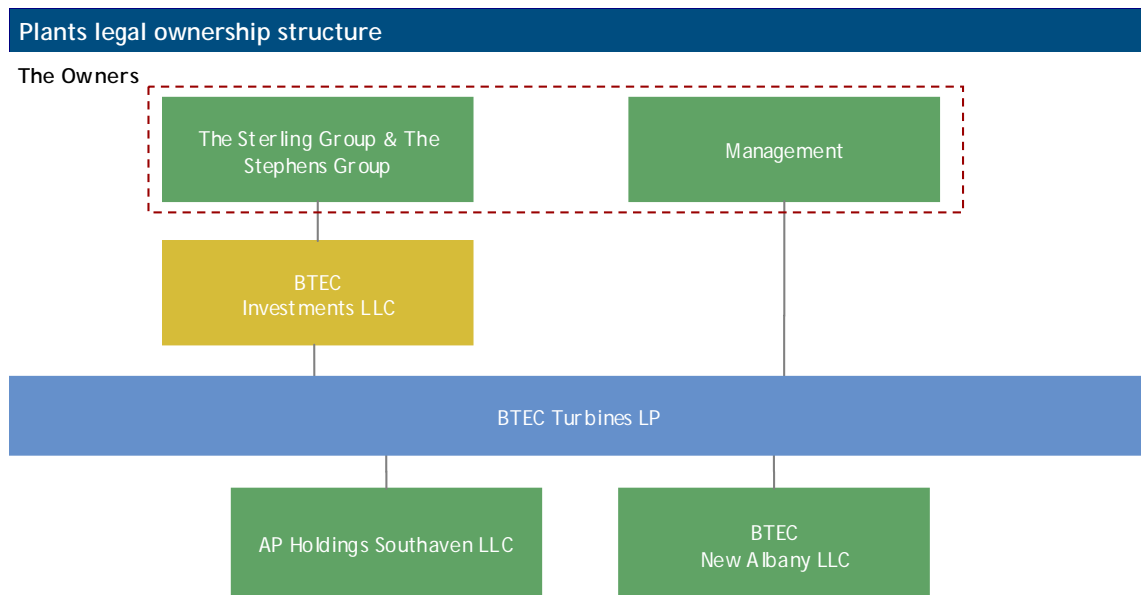 Plants legal ownership structure
The Owners
The Sterling Group & The
Stephens Group
Management
BTEC
Investments LLC
BTEC Turbines LP
AP Holdings Southaven LLC
BTEC
New Albany LLC